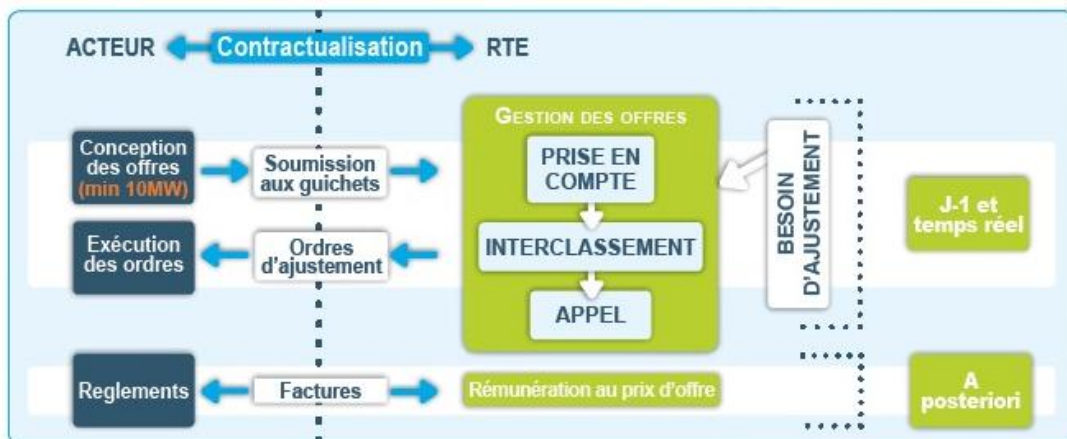 ACTEUR
Contractualisation
RTE
GESTION DES OFFRES
Conception
des offres
(min 10MW)
Soumission
aux guichets
PRISE EN
COMPTE
BESOIN
D'AJUSTEMENT
J-1 et
temps réel
Exécution
des ordres
Ordres
d'ajustement
INTERCLASSEMENT
APPEL
Reglements
Factures
Rémunération au prix d'offre
A
posteriori